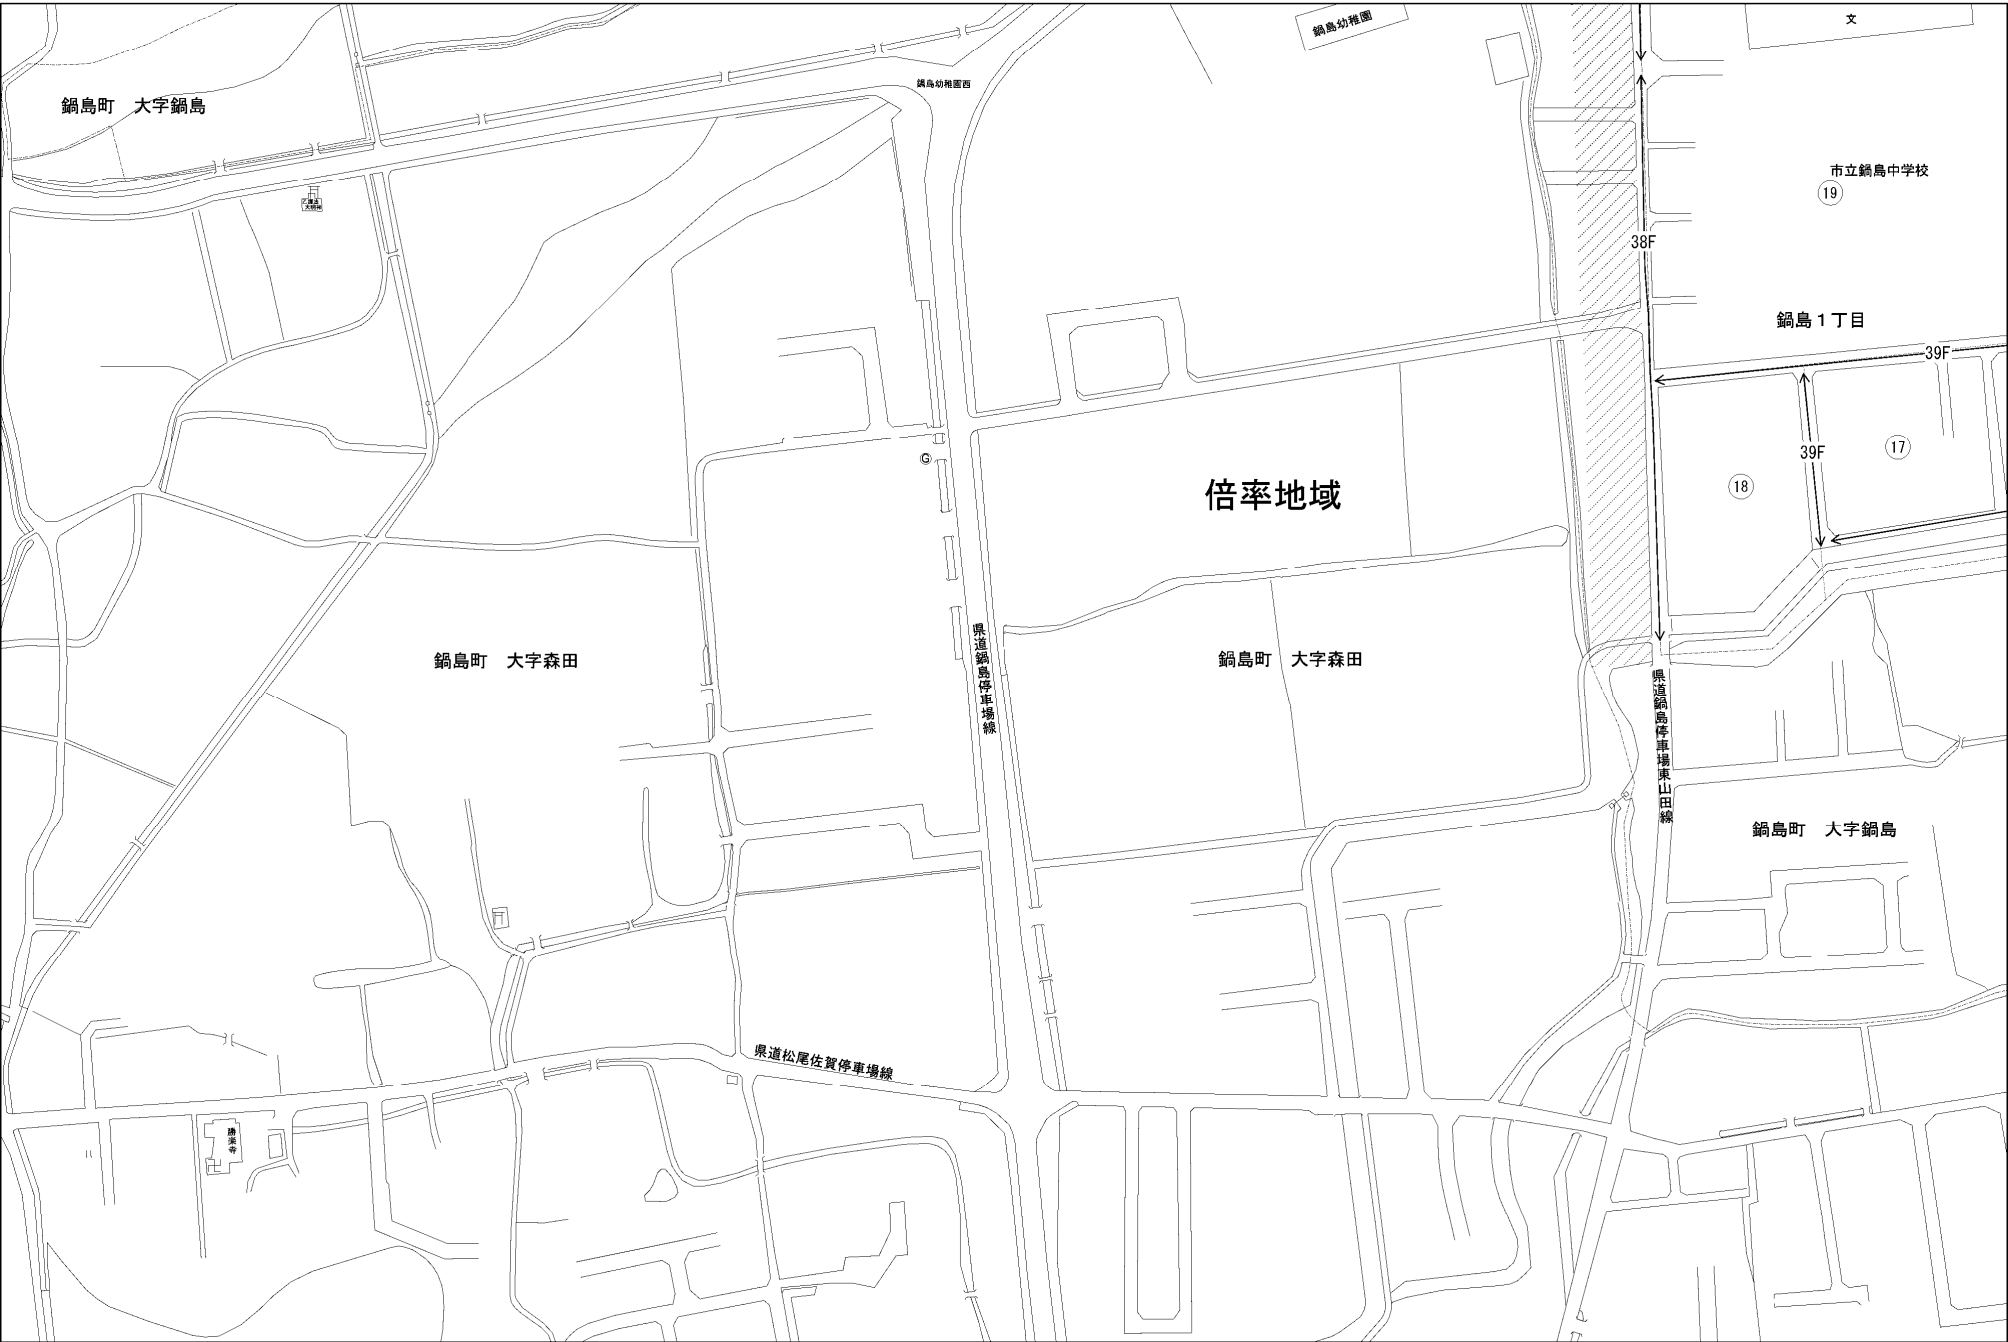 鍋島幼稚園
文
鍋島幼稚園西
鍋島町　大字鍋島
市立鍋島中学校
19
38F
鍋島１丁目
39F
39F
17
G
18
倍率地域
県道鍋島停車場線
鍋島町　大字森田
鍋島町　大字森田
県道鍋島停車場東山田線
鍋島町　大字鍋島
県道松尾佐賀停車場線
勝楽寺